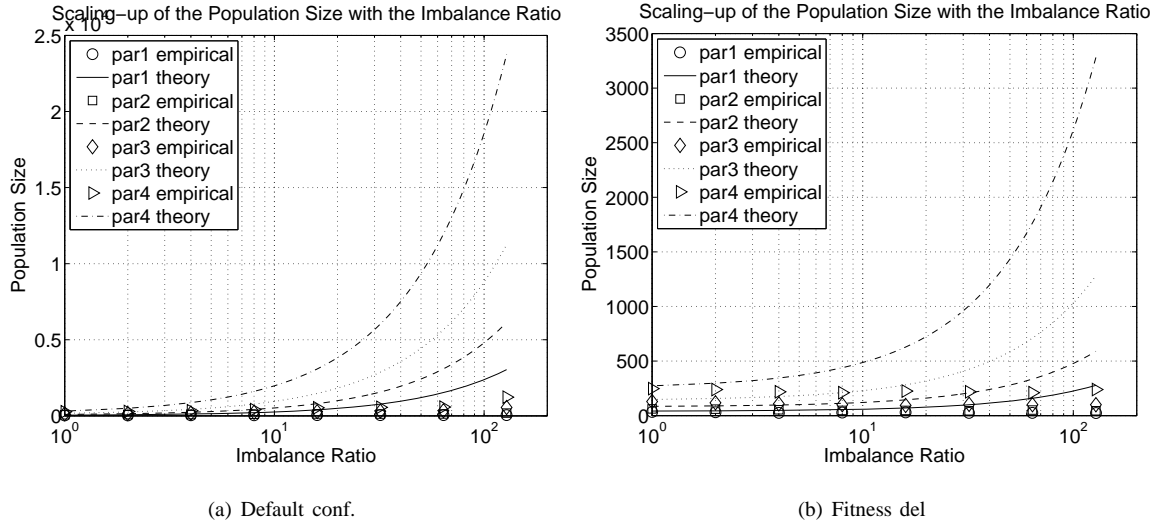 Scaling−up of the Population Size with the Imbalance Ratio
2.5
2
1.5
1
0.5
0
Population Size
par1 empirical
par1 theory
par2 empirical
par2 theory
par3 empirical
par3 theory
par4 empirical
par4 theory
10^0 10^1 10^2
Imbalance Ratio
(a) Default conf.
Scaling−up of the Population Size with the Imbalance Ratio
3500
3000
2500
2000
1500
1000
500
0
Population Size
par1 empirical
par1 theory
par2 empirical
par2 theory
par3 empirical
par3 theory
par4 empirical
par4 theory
10^0 10^1 10^2
Imbalance Ratio
(b) Fitness del